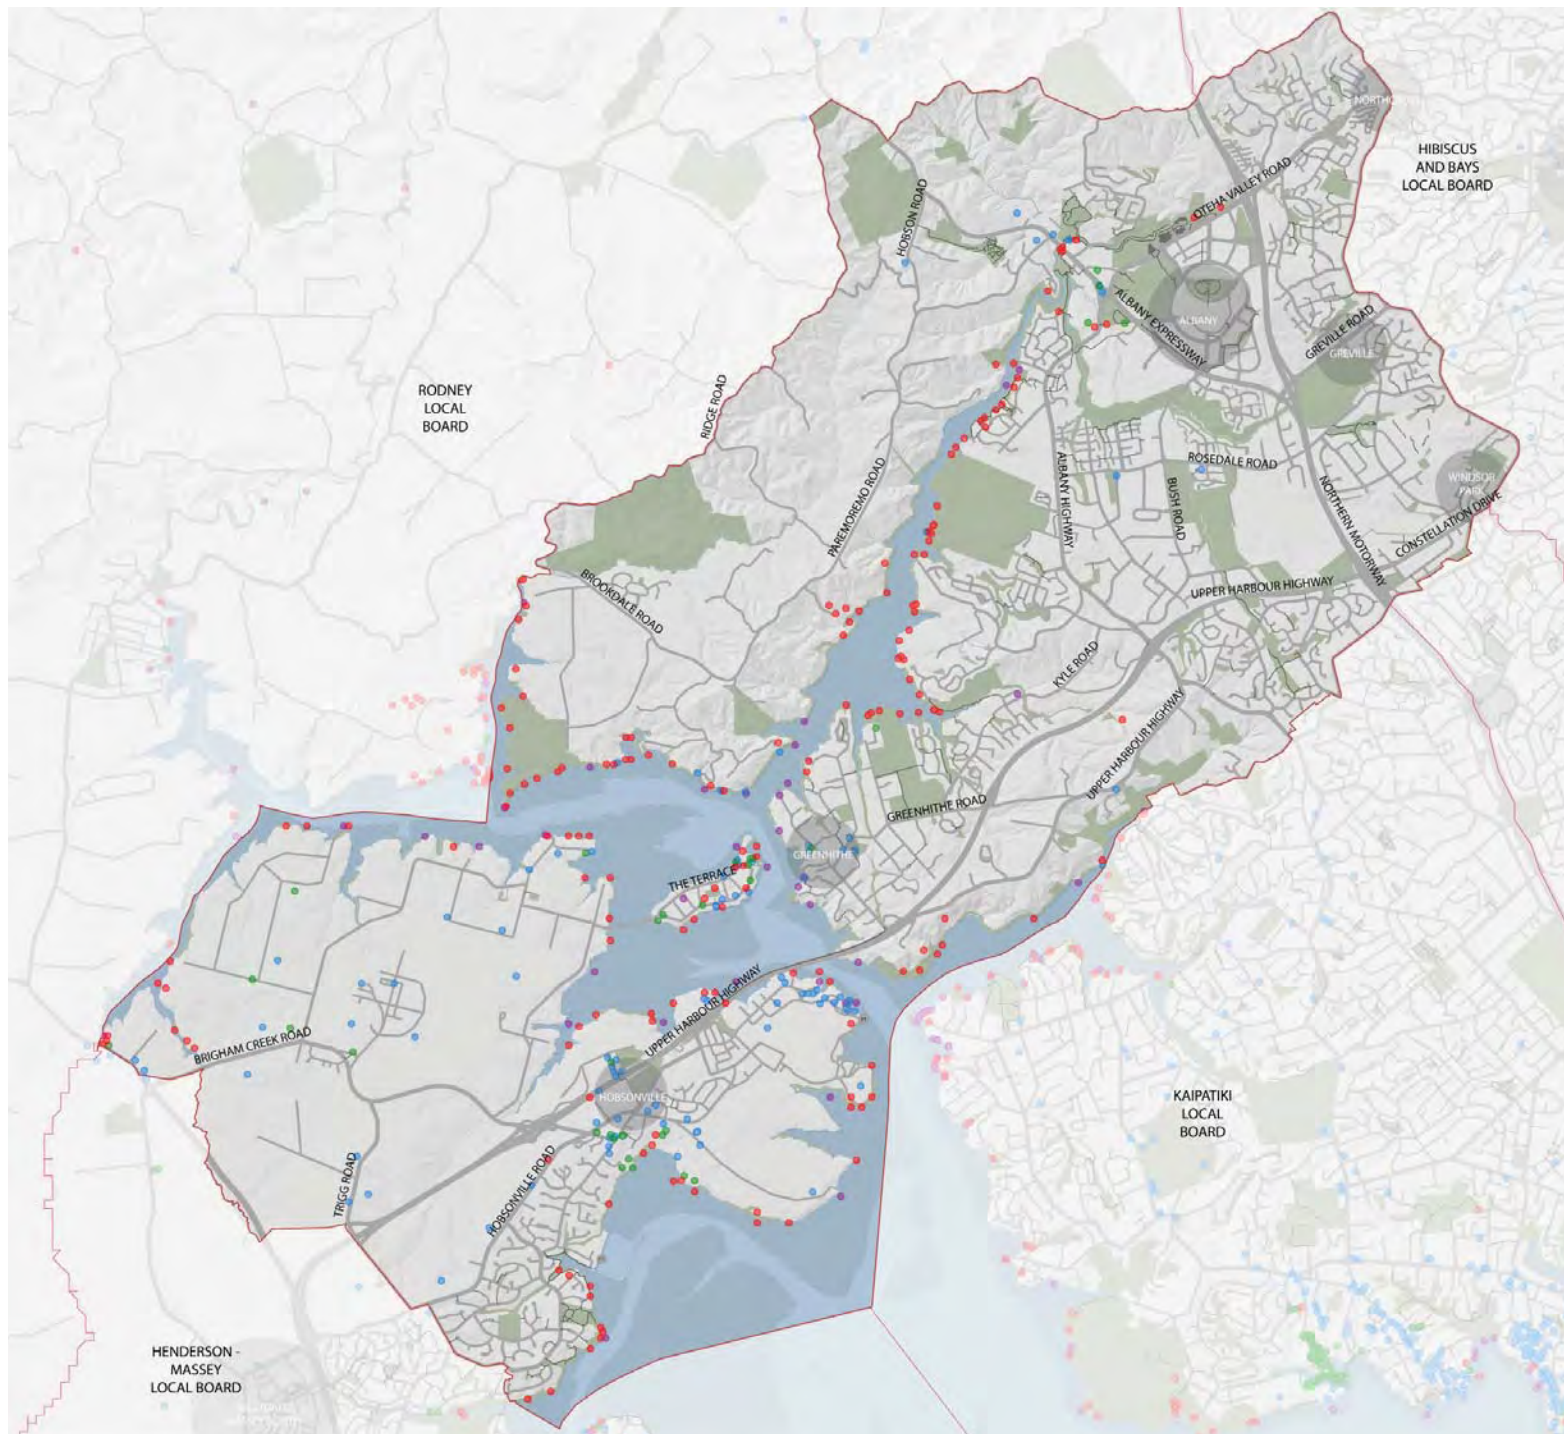 NORTHC
HIBISCUS
AND BAYS
LOCAL BOARD
OTEHA VALLEY ROAD
HOBSON ROAD
ALBANY EXPRESSWAY
ALBANY
GREVILLE ROAD
GREVILLE
RODNEY
LOCAL
BOARD
RIDGE ROAD
ROSEDALE ROAD
WINDSOR
PARK
ALBANY HIGHWAY
BUSH ROAD
NORTHERN MOTORWAY
CONSTELLATION DRIVE
PAREMOREMO ROAD
BROOKDALE ROAD
UPPER HARBOUR HIGHWAY
KYLE ROAD
UPPER HARBOUR HIGHWAY
GREENHITHE ROAD
GREENHITHE
THE TERRACE
UPPER HARBOUR HIGHWAY
BRIGHAM CREEK ROAD
HOBSONVILLE
KAIPATIKI
LOCAL
BOARD
TRIGG ROAD
HOBSONVILLE ROAD
HENDERSON -
MASSEY
LOCAL BOARD